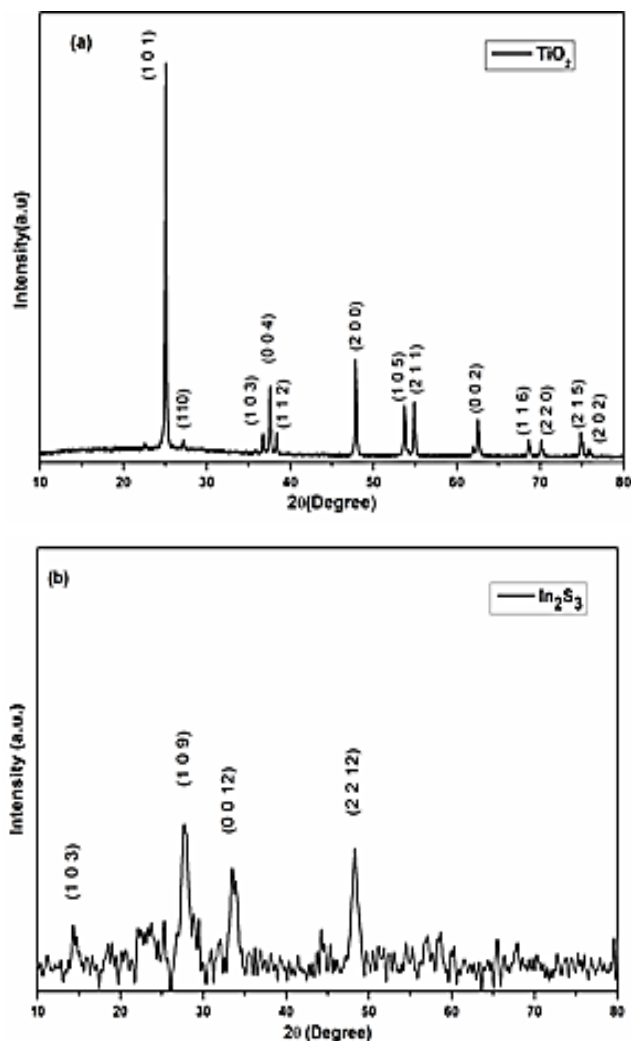 (a)
TiO₂
(1 0 1)
(110)
(1 0 3)
(0 0 4)
(1 1 2)
(2 0 0)
(1 0 5)
(2 1 1)
(0 0 2)
(1 1 6)
(2 2 0)
(2 1 5)
(2 0 2)
Intensity(a.u)
10 20 30 40 50 60 70 80
2θ(Degree)
(b)
In₂S₃
(1 0 3)
(1 0 9)
(0 0 12)
(2 2 12)
Intensity (a.u.)
10 20 30 40 50 60 70 80
2θ (Degree)